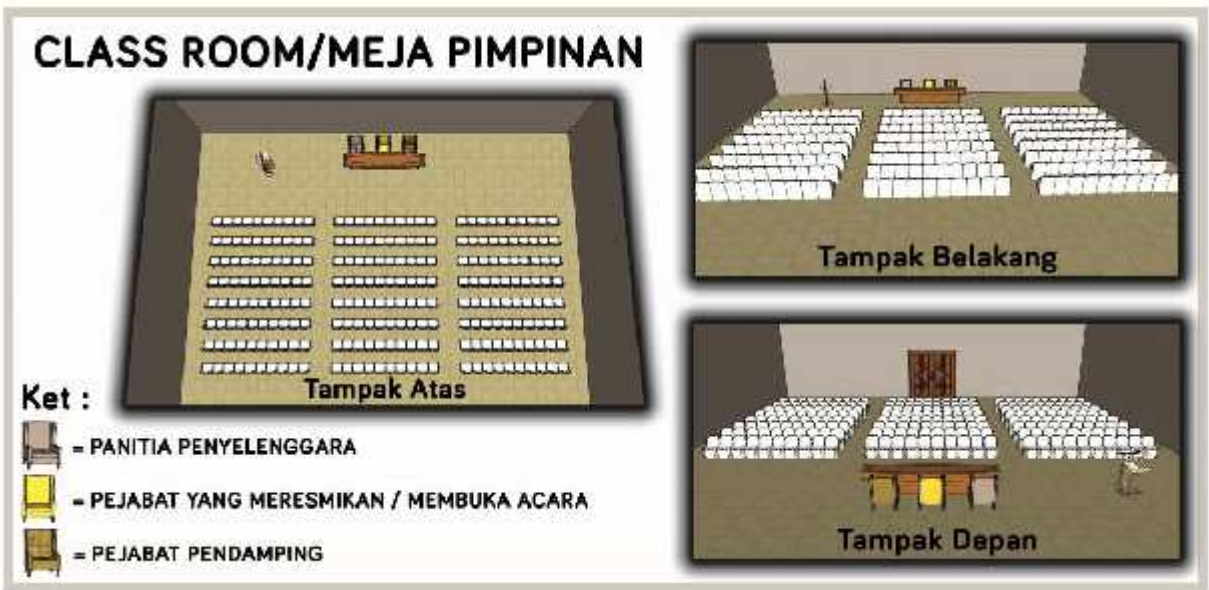 CLASS ROOM/MEJA PIMPINAN
Tampak Atas
Tampak Belakang
Tampak Depan
Ket :
= PANITIA PENYELENGGARA
= PEJABAT YANG MERESMIKAN / MEMBUKA ACARA
= PEJABAT PENDAMPING